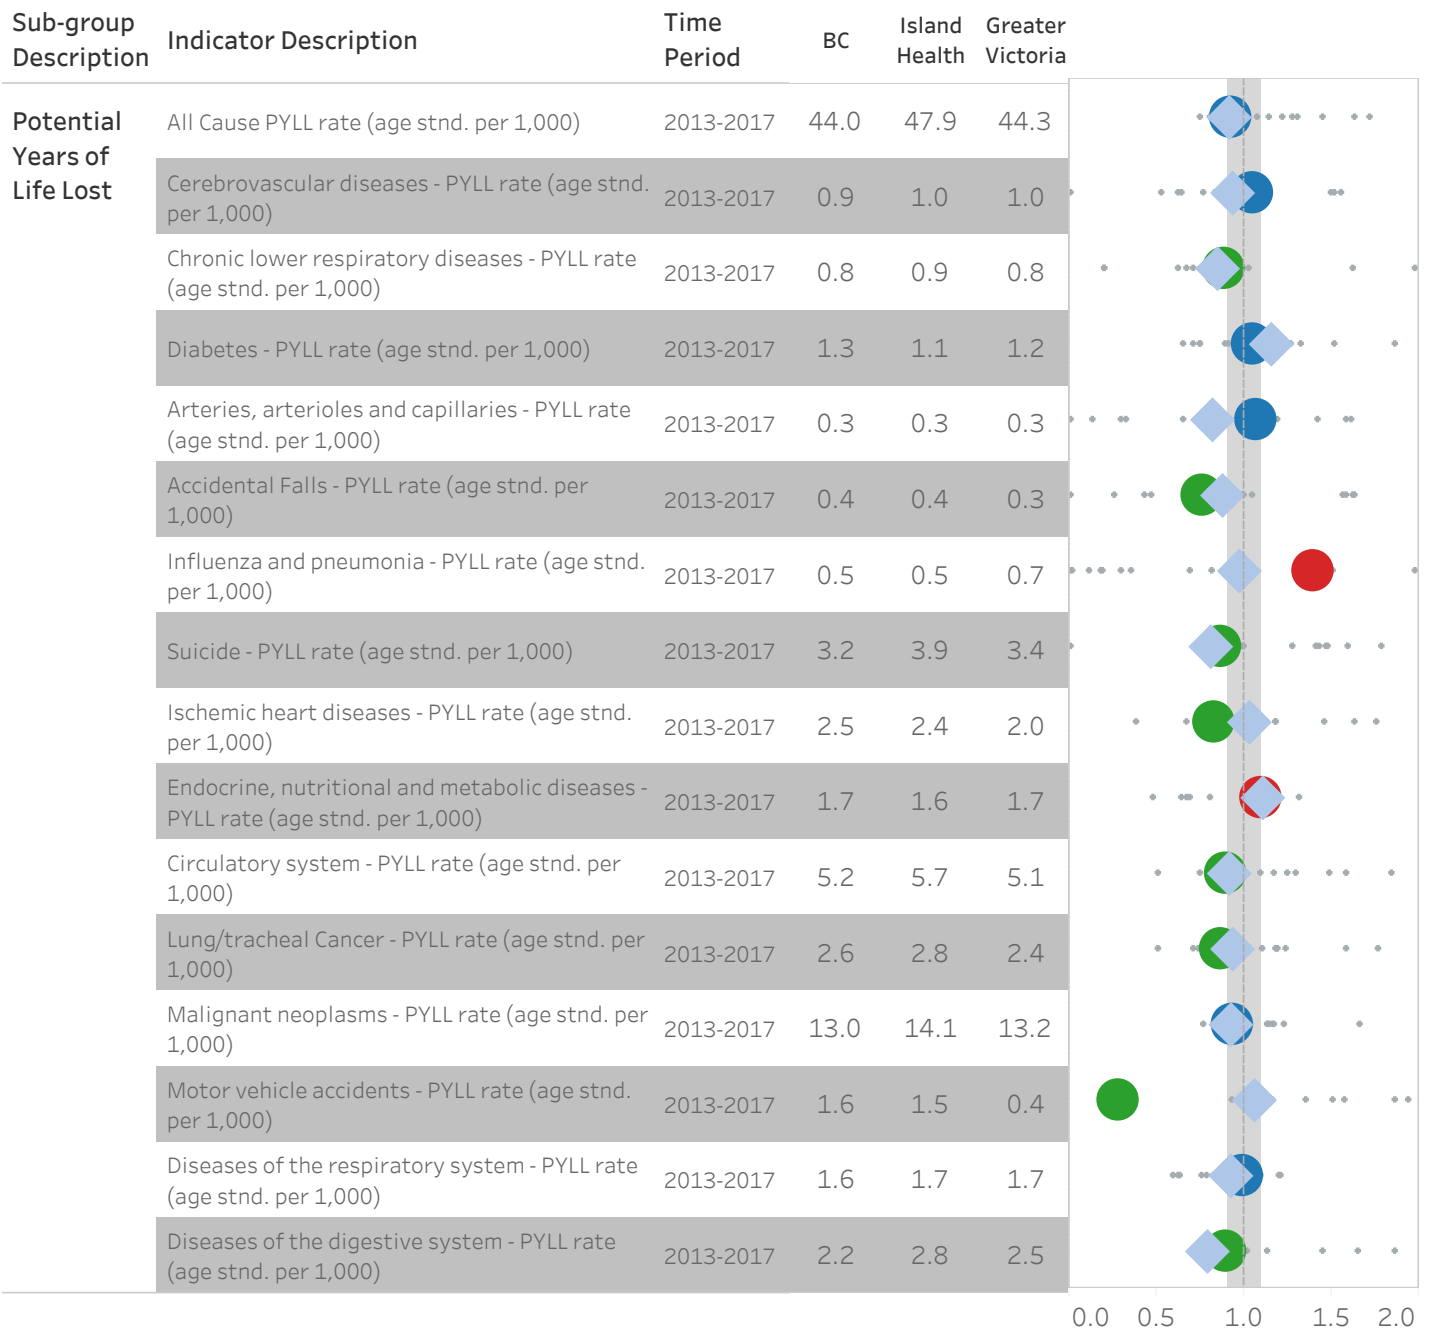 Sub-group Description
Indicator Description
Time Period
BC
Island Health
Greater Victoria
Potential Years of Life Lost
All Cause PYLL rate (age stnd. per 1,000) 2013-2017 44.0 47.9 44.3
Cerebrovascular diseases - PYLL rate (age stnd.
per 1,000) 2013-2017 0.9 1.0 1.0
Chronic lower respiratory diseases - PYLL rate
(age stnd. per 1,000) 2013-2017 0.8 0.9 0.8
Diabetes - PYLL rate (age stnd. per 1,000) 2013-2017 1.3 1.1 1.2
Arteries, arterioles and capillaries - PYLL rate
(age stnd. per 1,000) 2013-2017 0.3 0.3 0.3
Accidental Falls - PYLL rate (age stnd. per
1,000) 2013-2017 0.4 0.4 0.3
Influenza and pneumonia - PYLL rate (age stnd.
per 1,000) 2013-2017 0.5 0.5 0.7
Suicide - PYLL rate (age stnd. per 1,000) 2013-2017 3.2 3.9 3.4
Ischemic heart diseases - PYLL rate (age stnd.
per 1,000) 2013-2017 2.5 2.4 2.0
Endocrine, nutritional and metabolic diseases -
PYLL rate (age stnd. per 1,000) 2013-2017 1.7 1.6 1.7
Circulatory system - PYLL rate (age stnd. per
1,000) 2013-2017 5.2 5.7 5.1
Lung/tracheal Cancer - PYLL rate (age stnd. per
1,000) 2013-2017 2.6 2.8 2.4
Malignant neoplasms - PYLL rate (age stnd. per
1,000) 2013-2017 13.0 14.1 13.2
Motor vehicle accidents - PYLL rate (age stnd.
per 1,000) 2013-2017 1.6 1.5 0.4
Diseases of the respiratory system - PYLL rate
(age stnd. per 1,000) 2013-2017 1.6 1.7 1.7
Diseases of the digestive system - PYLL rate
(age stnd. per 1,000) 2013-2017 2.2 2.8 2.5
0.0 0.5 1.0 1.5 2.0